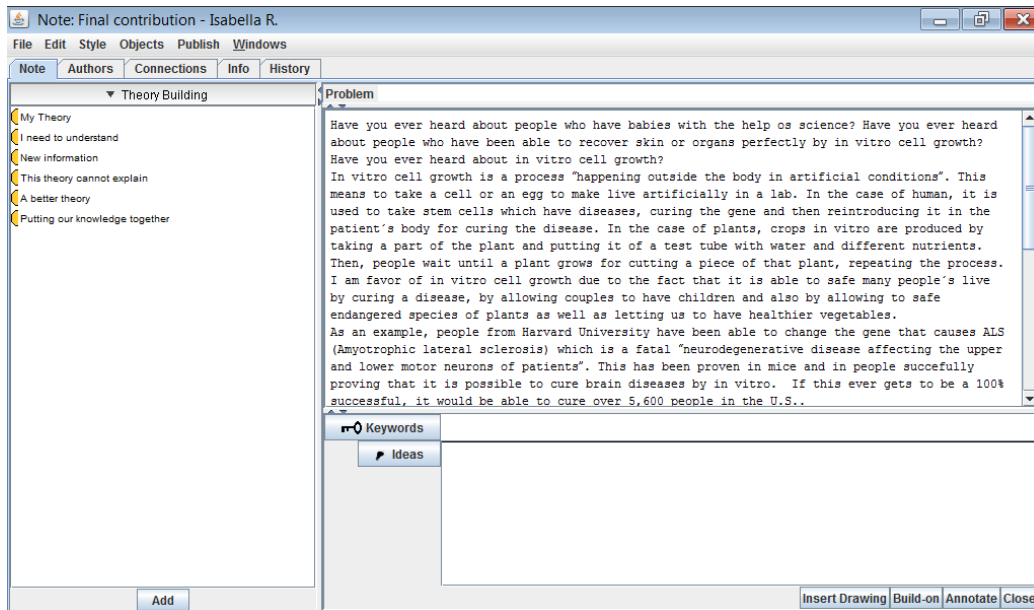 Note: Final contribution - Isabella R.
File Edit Style Objects Publish Windows
Note Authors Connections Info History
Theory Building
My Theory
I need to understand
New information
This theory cannot explain
A better theory
Putting our knowledge together
Add
Problem
Have you ever heard about people who have babies with the help os science? Have you ever heard
about people who have been able to recover skin or organs perfectly by in vitro cell growth?
Have you ever heard about in vitro cell growth?
In vitro cell growth is a process "happening outside the body in artificial conditions". This
means to take a cell or an egg to make live artificially in a lab. In the case of human, it is
used to take stem cells which have diseases, curing the gene and then reintroducing it in the
patient´s body for curing the disease. In the case of plants, crops in vitro are produced by
taking a part of the plant and putting it of a test tube with water and different nutrients.
Then, people wait until a plant grows for cutting a piece of that plant, repeating the process.
I am favor of in vitro cell growth due to the fact that it is able to safe many people´s live
by curing a disease, by allowing couples to have children and also by allowing to safe
endangered species of plants as well as letting us to have healthier vegetables.
As an example, people from Harvard University have been able to change the gene that causes ALS
(Amyotrophic lateral sclerosis) which is a fatal "neurodegenerative disease affecting the upper
and lower motor neurons of patients". This has been proven in mice and in people succefully
proving that it is possible to cure brain diseases by in vitro.  If this ever gets to be a 100%
successful, it would be able to cure over 5,600 people in the U.S..
Keywords
Ideas
Insert Drawing Build-on Annotate Close